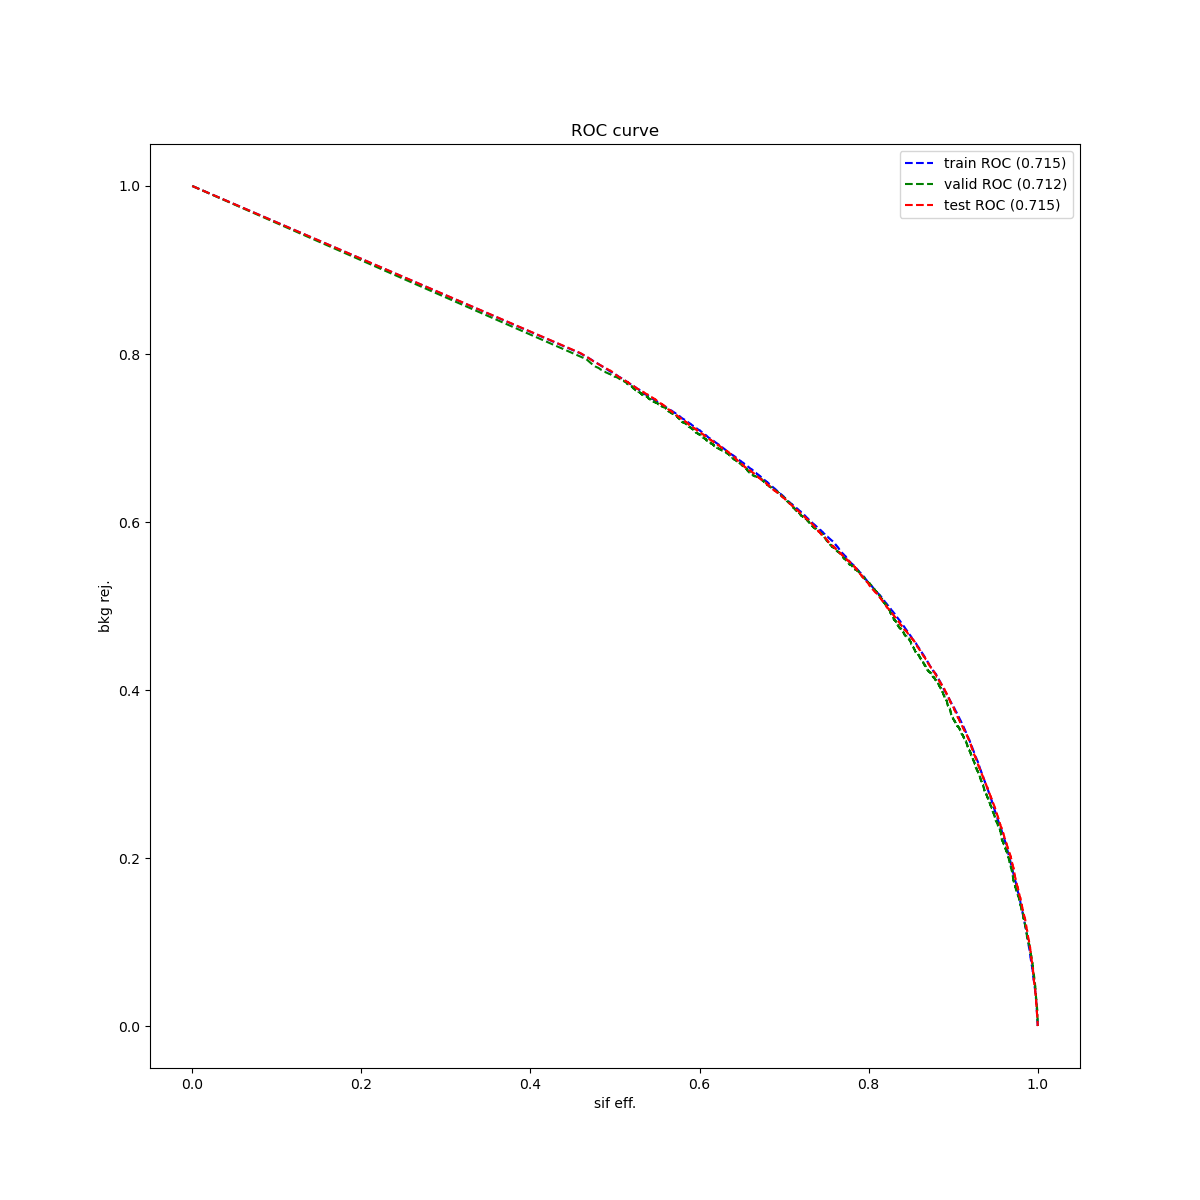 ROC curve
train ROC (0.715)
valid ROC (0.712)
test ROC (0.715)
1.0
0.8
0.6
0.4
0.2
0.0
bkg rej.
0.0 0.2 0.4 0.6 0.8 1.0
sif eff.